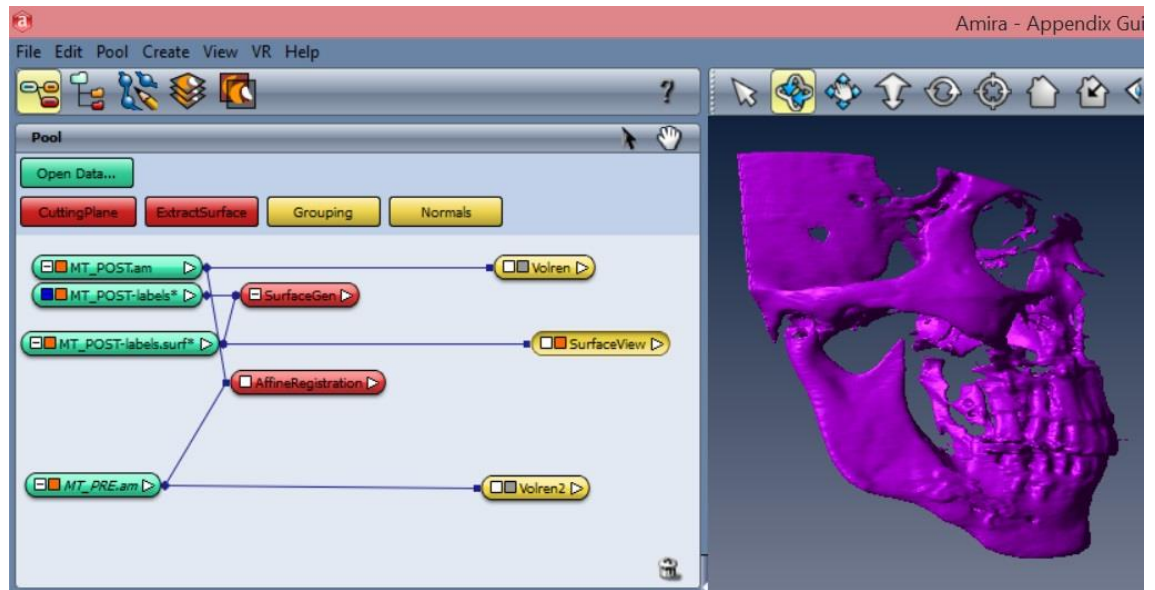 Amira - Appendix Gui
File Edit Pool Create View VR Help
?
Pool
Open Data...
CuttingPlane ExtractSurface Grouping Normals
MT_POST.am Volren
MT_POST-labels* SurfaceGen
MT_POST-labels.surf* SurfaceView
AffineRegistration
MT_PRE.am Volren2